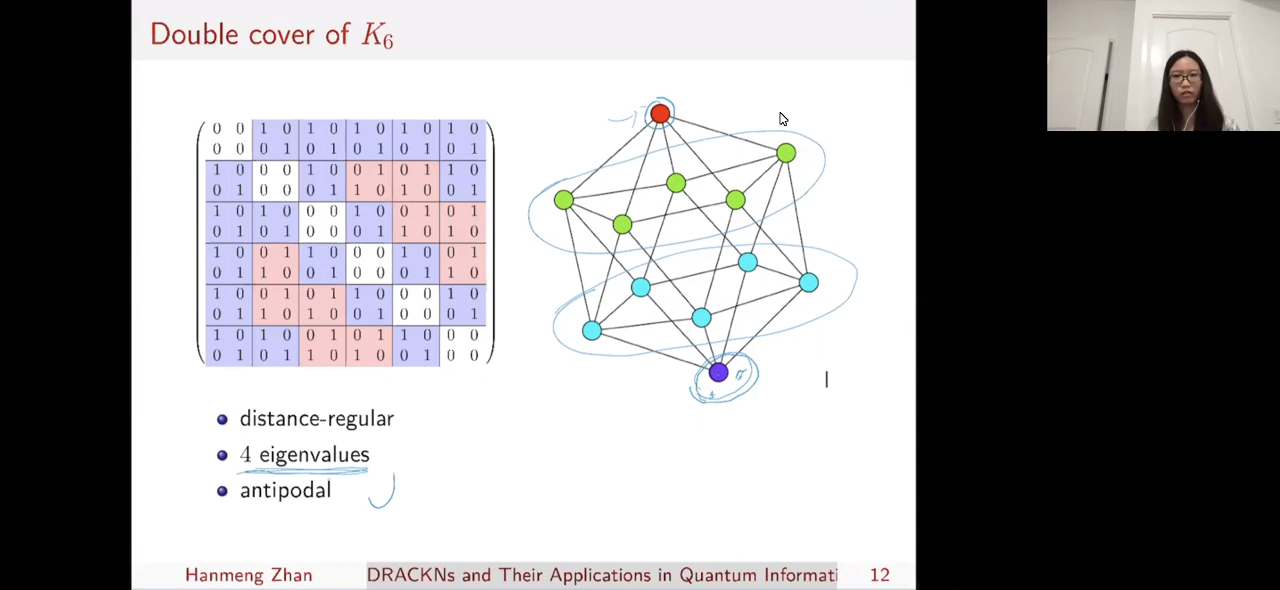 Double cover of K6
0 0 1 0 1 0 1 0 1 0 1 0
0 0 0 1 0 1 0 1 0 1 0 1
1 0 0 0 1 0 0 1 0 1 1 0
0 1 0 0 0 1 1 0 1 0 0 1
1 0 1 0 0 0 1 0 0 1 0 1
0 1 0 1 0 0 0 1 1 0 1 0
1 0 0 1 1 0 0 0 1 0 0 1
0 1 1 0 0 1 0 0 0 1 1 0
1 0 0 1 0 1 1 0 0 0 1 0
0 1 1 0 1 0 0 1 0 0 0 1
1 0 1 0 0 1 0 1 1 0 0 0
0 1 0 1 1 0 1 0 0 1 0 0
distance-regular
4 eigenvalues
antipodal
Hanmeng Zhan DRACKNs and Their Applications in Quantum Informati 12